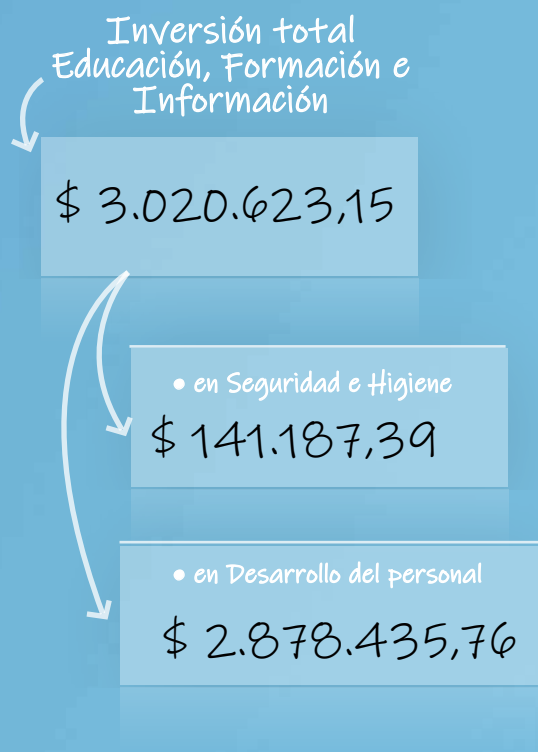 Inversión total
Educación, Formación e
Información
$ 3.020.623,15
• en Seguridad e Higiene
$ 141.187,39
• en Desarrollo del personal
$ 2.878.435,76